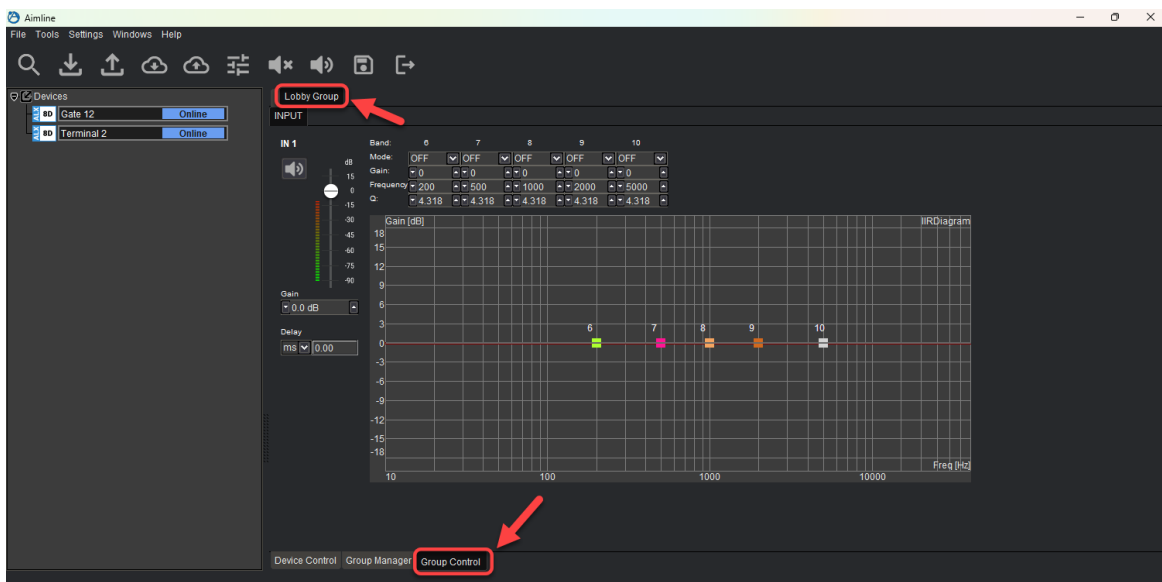 Aimline
File Tools Settings Windows Help
Devices
ALX 8D Gate 12 Online
ALX 8D Terminal 2 Online
Lobby Group
INPUT
IN 1
dB
15
0
-15
-30
-45
-60
-75
-90
Gain
0.0 dB
Delay
ms 0.00
Band: 6 7 8 9 10
Mode: OFF OFF OFF OFF OFF
Gain: 0 0 0 0 0
Frequency 200 500 1000 2000 5000
Q: 4.318 4.318 4.318 4.318 4.318
Gain [dB] IIRDiagram
18
15
12
9
6
3
0
-3
-6
-9
-12
-15
-18
6 7 8 9 10
Freq [Hz]
10 100 1000 10000
Device Control Group Manager Group Control